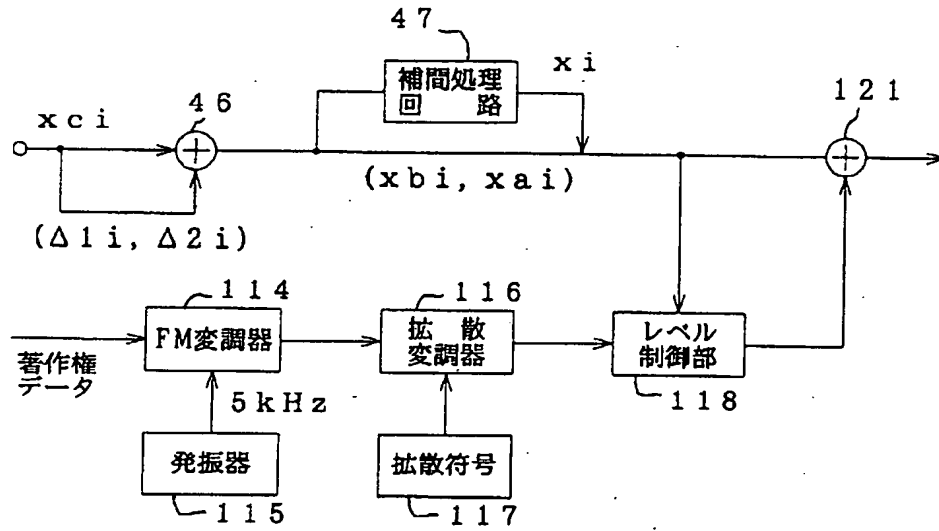 47
補間処理
回　路
xi
46
xci
121
(xbi, xai)
(Δ1i, Δ2i)
114
116
FM変調器
拡　散
変調器
レベル
制御部
著作権
データ
5kHz
118
発振器
拡散符号
115
117